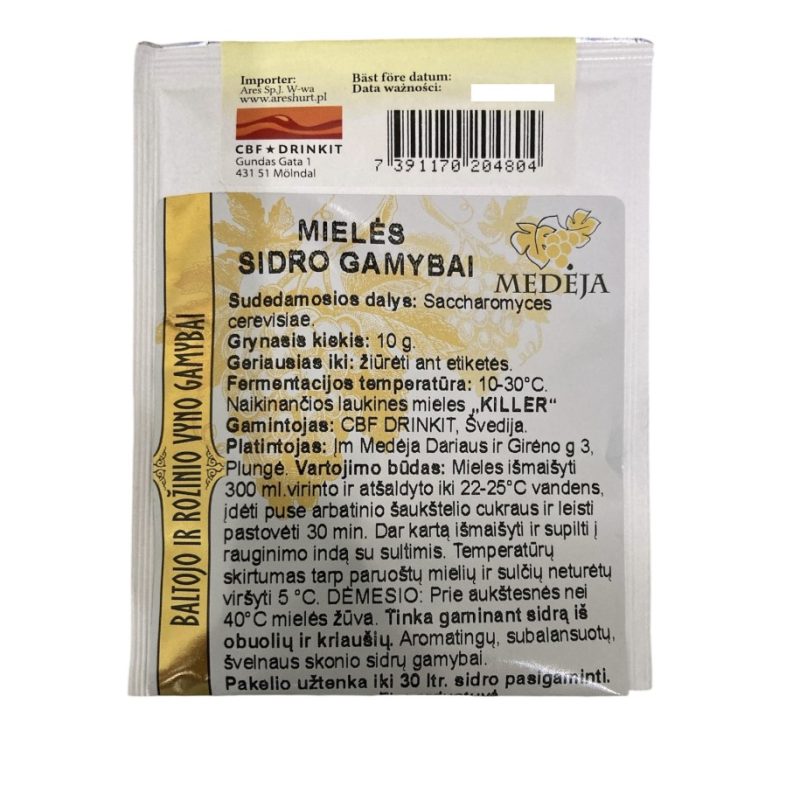 Importer:
Ares Sp.J. W-wa
www.areshurt.pl
Bäst före datum:
Data ważności:
CBF★DRINKIT
Gundas Gata 1
431 51 Mölndal
7 391170 204804
MIELĖS
SIDRO GAMYBAI
MEDĖJA
BALTOJO IR ROŽINIO VYNO GAMYBAI
Sudedamosios dalys: Saccharomyces
cerevisiae.
Grynasis kiekis: 10 g.
Geriausias iki: žiūrėti ant etiketės.
Fermentacijos temperatūra: 10-30°C.
Naikinančios laukines mieles „KILLER“
Gamintojas: CBF DRINKIT, Švedija.
Platintojas: Įm Medėja Dariaus ir Girėno g 3,
Plungė. Vartojimo būdas: Mieles išmaišyti
300 ml.virinto ir atšaldyto iki 22-25°C vandens,
įdėti puse arbatinio šaukštelio cukraus ir leisti
pastovėti 30 min. Dar kartą išmaišyti ir supilti į
rauginimo indą su sultimis. Temperatūrų
skirtumas tarp paruoštų mielių ir sulčių neturėtų
viršyti 5 °C. DĖMESIO: Prie aukštesnės nei
40°C mielės žūva. Tinka gaminant sidrą iš
obuolių ir kriaušių. Aromatingų, subalansuotų,
švelnaus skonio sidrų gamybai.
Pakelio užtenka iki 30 ltr. sidro pasigaminti.